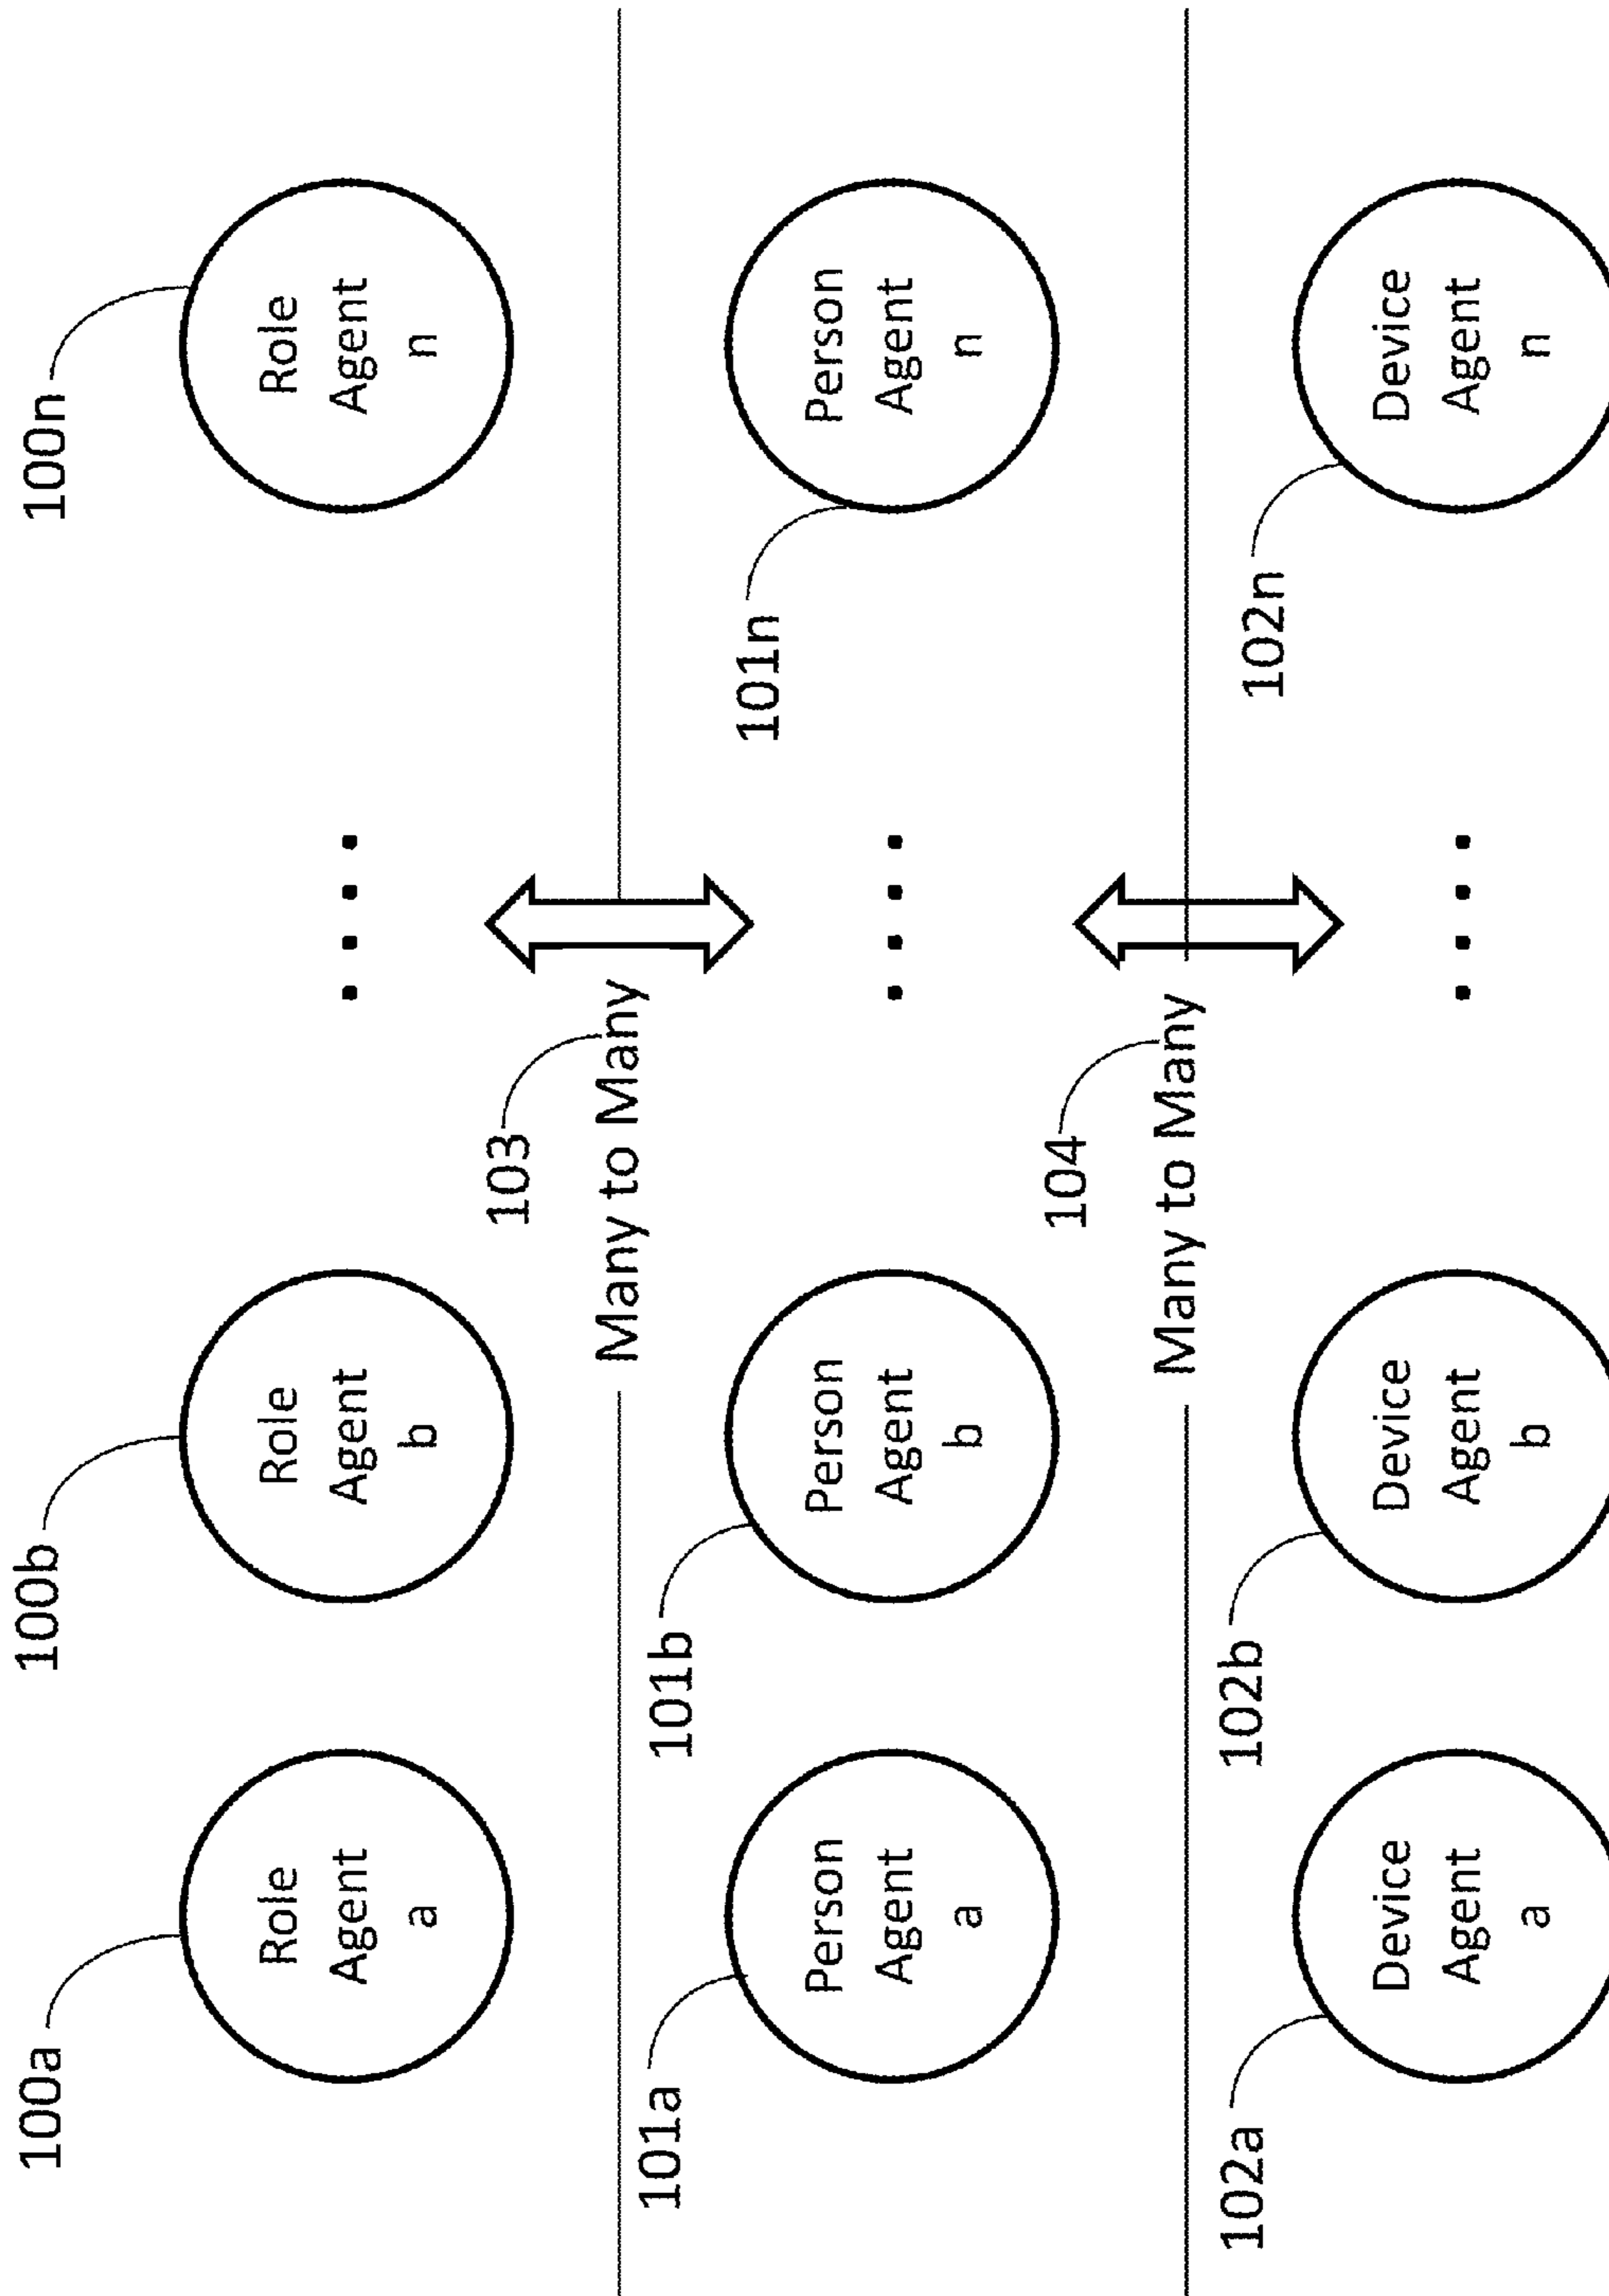 100a
100b
100n
Role
Agent
a
Role
Agent
b
Role
Agent
n
103
Many to Many
101a
101b
101n
Person
Agent
a
Person
Agent
b
Person
Agent
n
104
Many to Many
102a
102b
102n
Device
Agent
a
Device
Agent
b
Device
Agent
n